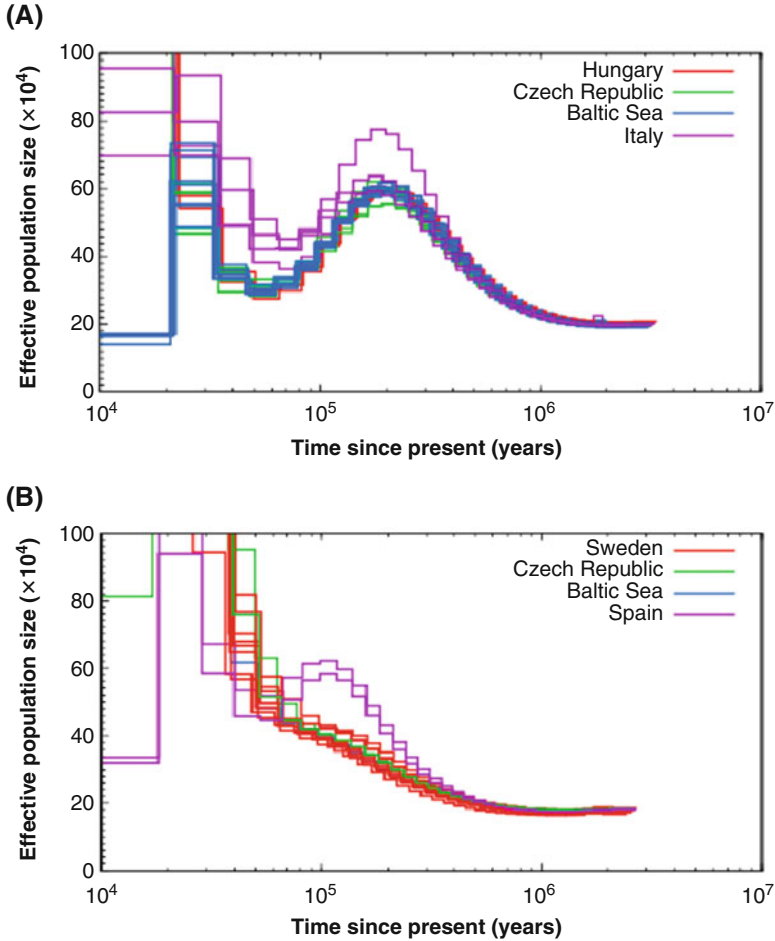 (A)
Effective population size (×10⁴)
100
80
60
40
20
0
Hungary
Czech Republic
Baltic Sea
Italy
10⁴
10⁵
10⁶
10⁷
Time since present (years)
(B)
Effective population size (×10⁴)
100
80
60
40
20
0
Sweden
Czech Republic
Baltic Sea
Spain
10⁴
10⁵
10⁶
10⁷
Time since present (years)